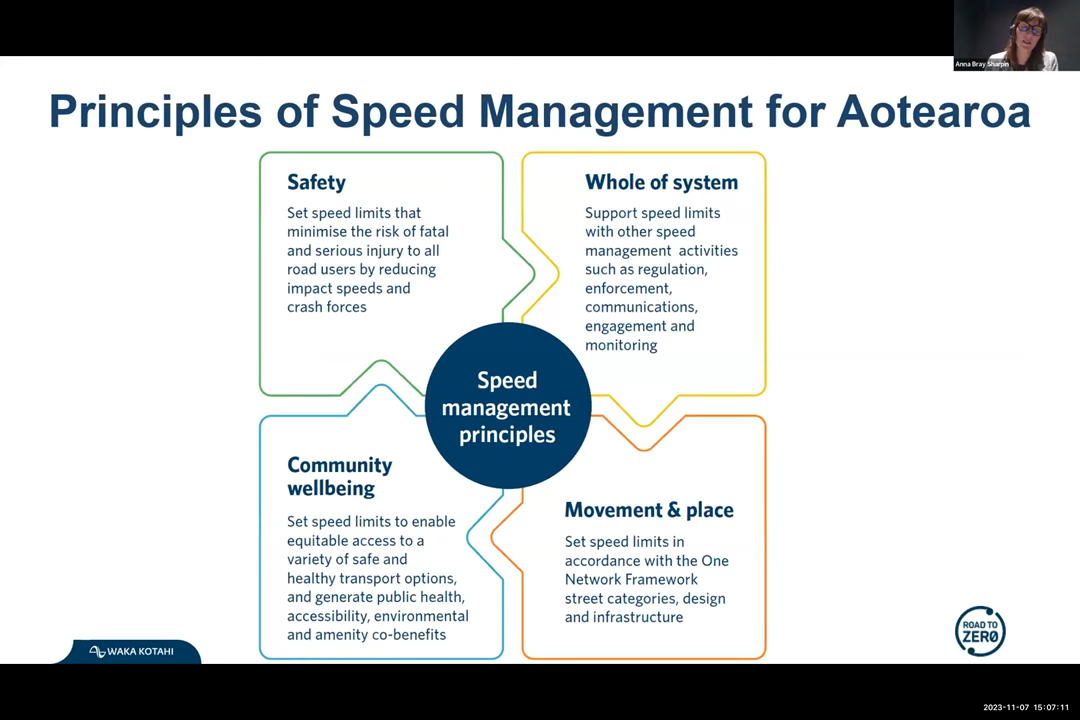 Anna Bray Sharpin
Principles of Speed Management for Aotearoa
Safety
Set speed limits that
minimise the risk of fatal
and serious injury to all
road users by reducing
impact speeds and
crash forces
Whole of system
Support speed limits
with other speed
management activities
such as regulation,
enforcement,
communications,
engagement and
monitoring
Speed
management
principles
Community
wellbeing
Set speed limits to enable
equitable access to a
variety of safe and
healthy transport options,
and generate public health,
accessibility, environmental
and amenity co-benefits
Movement & place
Set speed limits in
accordance with the One
Network Framework
street categories, design
and infrastructure
WAKA KOTAHI
ROAD TO
ZERO
2023-11-07 15:07:11